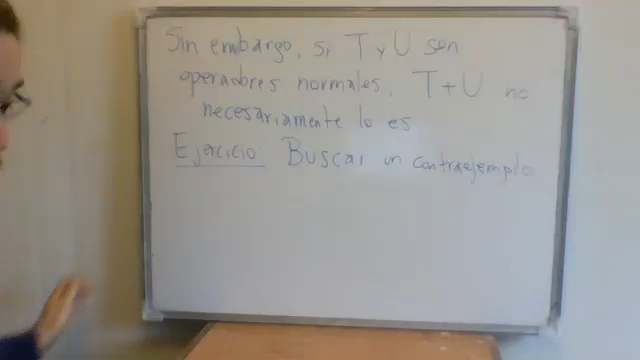 Sin embargo, si T y U son
operadores normales, T + U no
necesariamente lo es
Ejercicio Buscar un contraejemplo